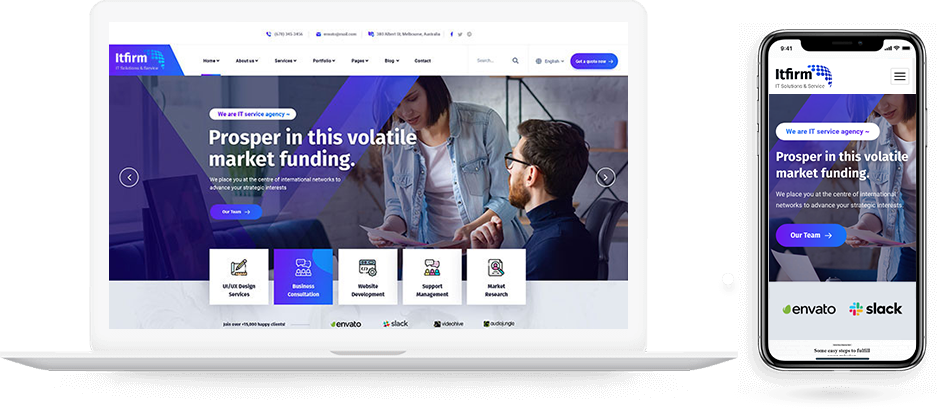 (676) 345-3456
380 Albert St, Melbourne, Australia
Itfirm
IT Solutions & Service
Home
About us
Services
Portfolio
Pages
Blog
Contact
Search...
English
Get a quote now
We are IT service agency ~
Prosper in this volatile
market funding.
We place you at the centre of international networks to
advance your strategic interests
Our Team
UI/UX Design
Services
Business
Consultation
Website
Development
Support
Management
Market
Research
Join over +15,000 happy clients!
envato
slack
videohive
audiojungle
9:41
Itfirm
IT Solutions & Service
We are IT service agency ~
Prosper in this volatile
market funding.
We place you at the centre of international
networks to advance your strategic interests
Our Team
envato
slack
Some easy steps to fulfill